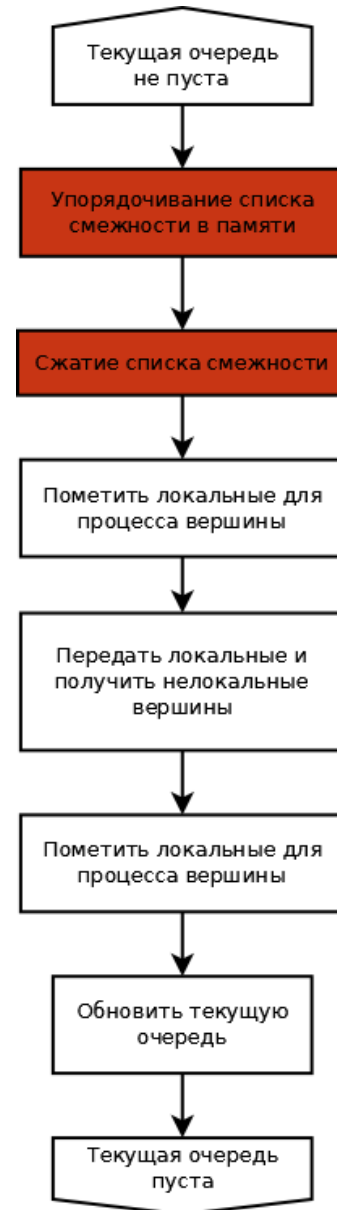 Текущая очередь
не пуста
Упорядочивание списка
смежности в памяти
Сжатие списка смежности
Пометить локальные для
процесса вершины
Передать локальные и
получить нелокальные
вершины
Пометить локальные для
процесса вершины
Обновить текущую
очередь
Текущая очередь
пуста